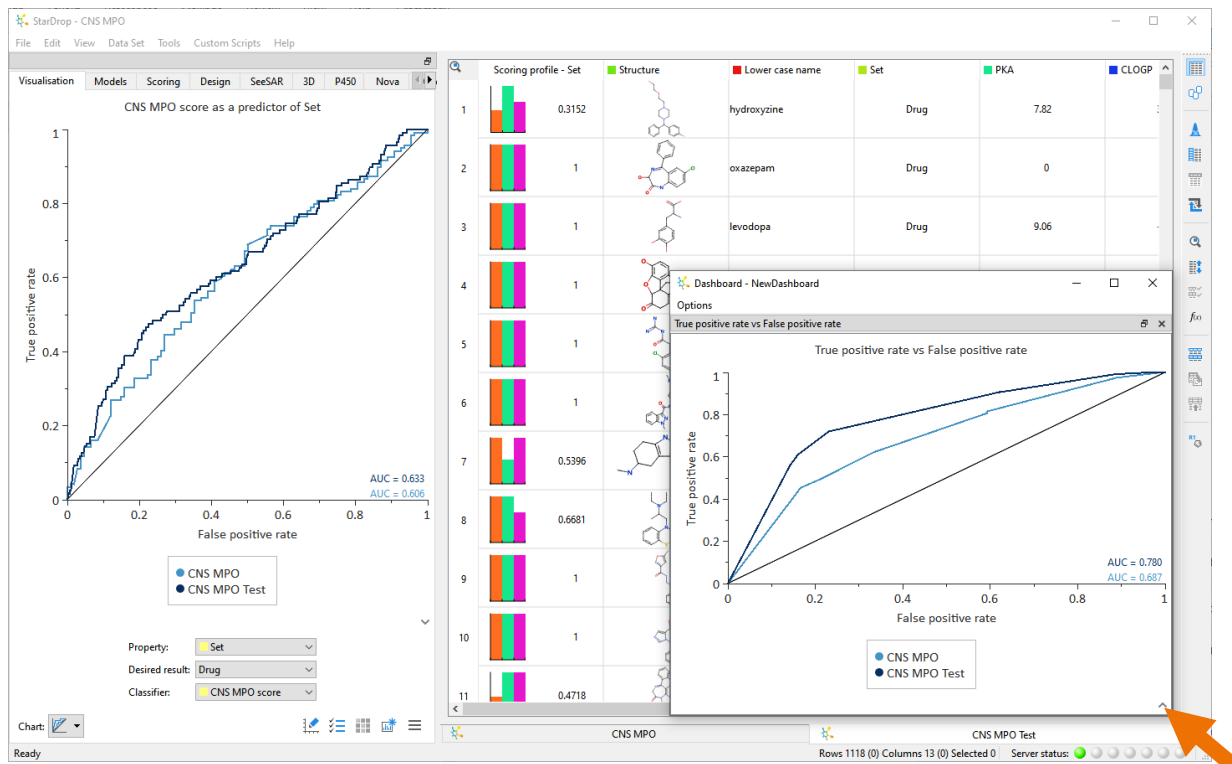 StarDrop - CNS MPO
File Edit View Data Set Tools Custom Scripts Help
Visualisation Models Scoring Design SeeSAR 3D P450 Nova
CNS MPO score as a predictor of Set
True positive rate
1
0.8
0.6
0.4
0.2
0
0 0.2 0.4 0.6 0.8 1
AUC = 0.633
AUC = 0.606
False positive rate
CNS MPO
CNS MPO Test
Property: Set
Desired result: Drug
Classifier: CNS MPO score
Chart:
Ready
Scoring profile - Set Structure Lower case name Set PKA CLOGP
1 0.3152 hydroxyzine Drug 7.82
2 1 oxazepam Drug 0
3 1 levodopa Drug 9.06
4 1
5 1
6 1
7 0.5396
8 0.6681
9 1
10 1
11 0.4718
Dashboard - NewDashboard
Options
True positive rate vs False positive rate
True positive rate vs False positive rate
True positive rate
1
0.8
0.6
0.4
0.2
0
0 0.2 0.4 0.6 0.8 1
AUC = 0.780
AUC = 0.687
False positive rate
CNS MPO
CNS MPO Test
f(x)
CNS MPO CNS MPO Test
Rows 1118 (0) Columns 13 (0) Selected 0 Server status: